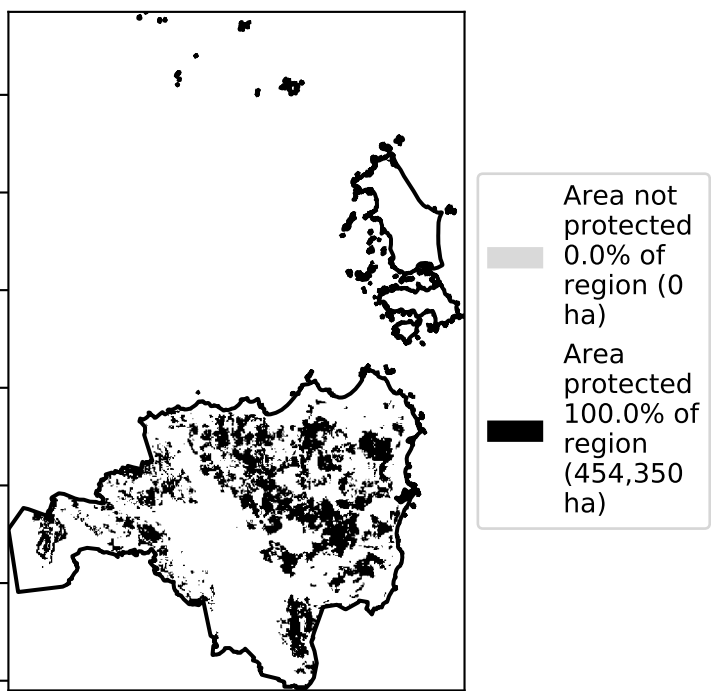 Area not
protected
0.0% of
region (0
ha)
Area
protected
100.0% of
region
(454,350
ha)